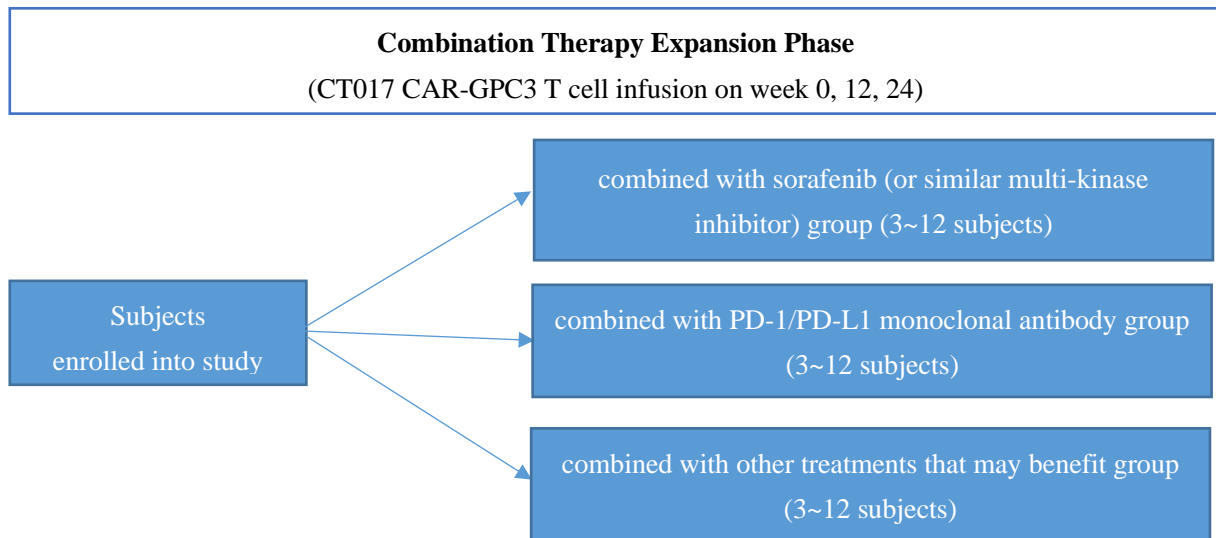 Combination Therapy Expansion Phase
(CT017 CAR-GPC3 T cell infusion on week 0, 12, 24)
combined with sorafenib (or similar multi-kinase
inhibitor) group (3~12 subjects)
Subjects
enrolled into study
combined with PD-1/PD-L1 monoclonal antibody group
(3~12 subjects)
combined with other treatments that may benefit group
(3~12 subjects)